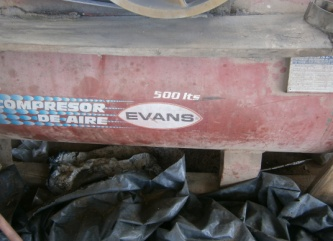 500 lts
COMPRESOR
DE AIRE
EVANS